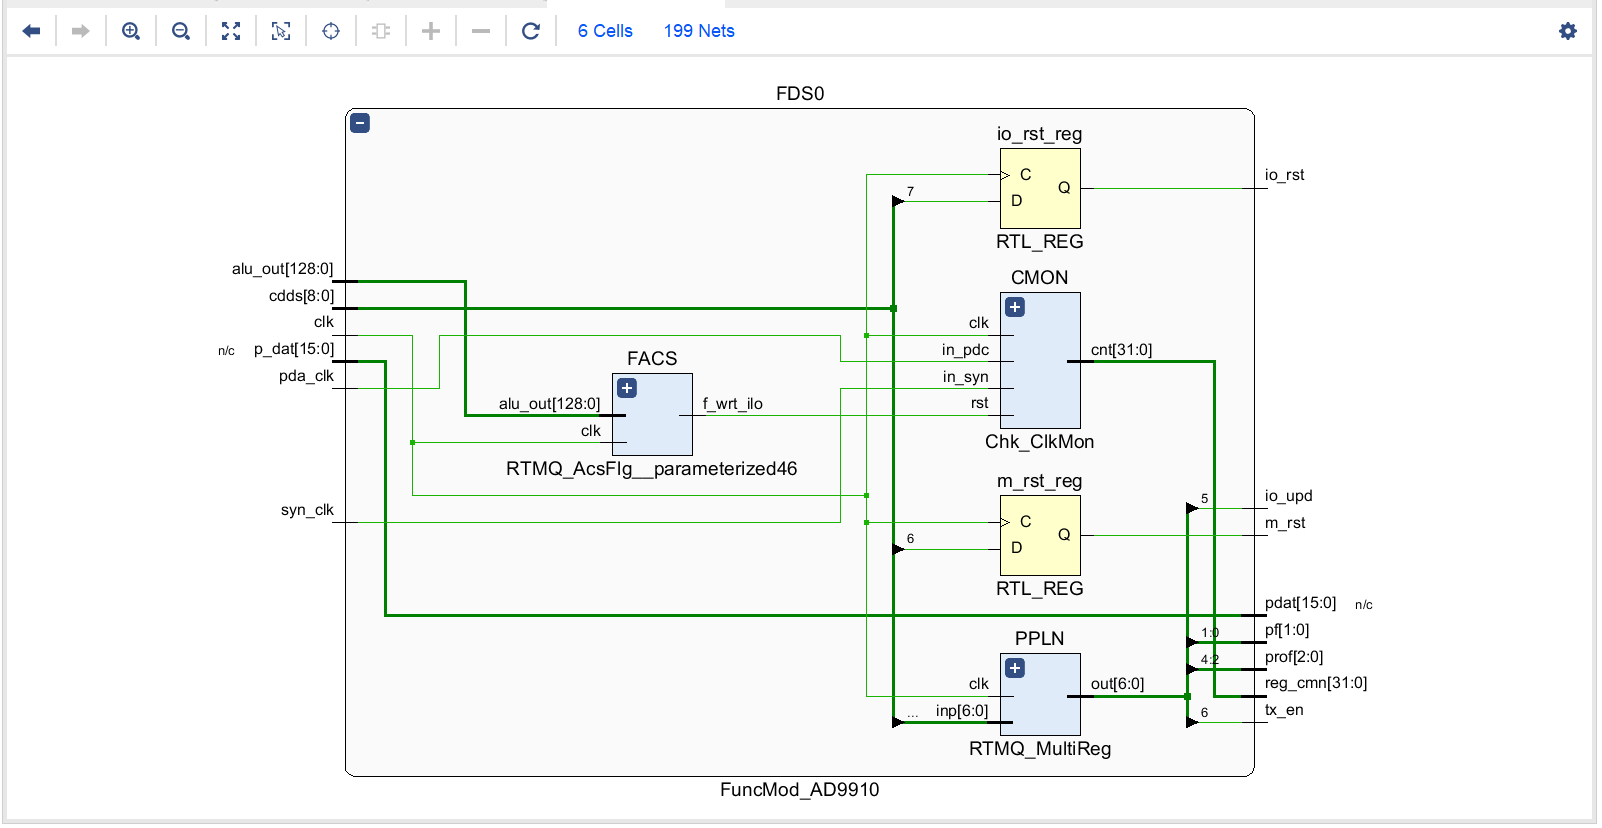 6 Cells 199 Nets
FDS0
io_rst_reg
C
D
Q
7
RTL_REG
io_rst
CMON
clk
in_pdc
in_syn
rst
cnt[31:0]
Chk_ClkMon
alu_out[128:0]
cdds[8:0]
clk
n/c p_dat[15:0]
pda_clk
syn_clk
FACS
alu_out[128:0]
clk
f_wrt_ilo
RTMQ_AcsFlg__parameterized46
m_rst_reg
C
D
Q
6
RTL_REG
PPLN
clk
... inp[6:0]
out[6:0]
RTMQ_MultiReg
5
io_upd
m_rst
pdat[15:0] n/c
1:0
pf[1:0]
4:2
prof[2:0]
reg_cmn[31:0]
6
tx_en
FuncMod_AD9910